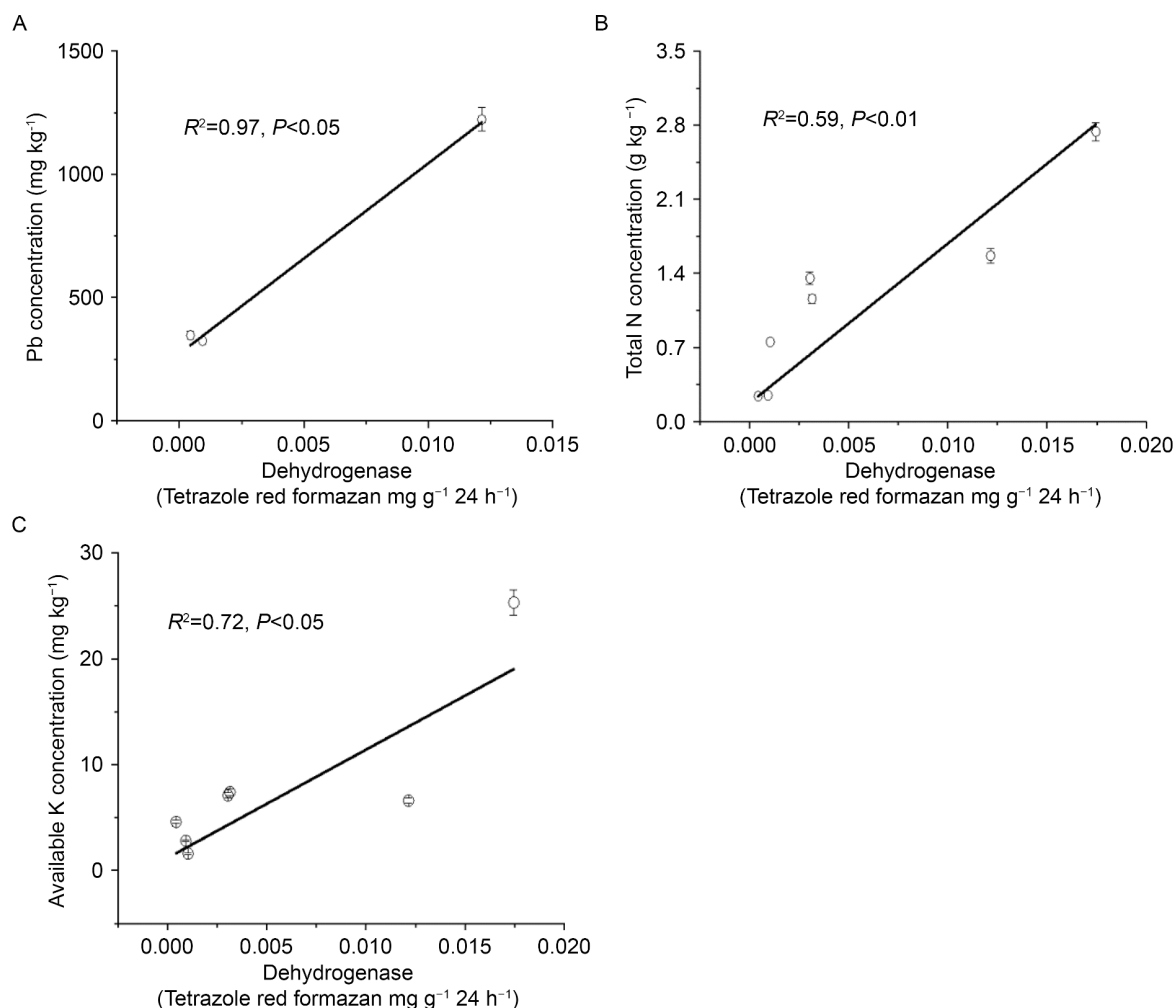 A
1500
1000
500
0
Pb concentration (mg kg⁻¹)
R²=0.97, P<0.05
0.000 0.005 0.010 0.015
Dehydrogenase
(Tetrazole red formazan mg g⁻¹ 24 h⁻¹)
B
3.5
2.8
2.1
1.4
0.7
0.0
Total N concentration (g kg⁻¹)
R²=0.59, P<0.01
0.000 0.005 0.010 0.015 0.020
Dehydrogenase
(Tetrazole red formazan mg g⁻¹ 24 h⁻¹)
C
30
20
10
0
Available K concentration (mg kg⁻¹)
R²=0.72, P<0.05
0.000 0.005 0.010 0.015 0.020
Dehydrogenase
(Tetrazole red formazan mg g⁻¹ 24 h⁻¹)